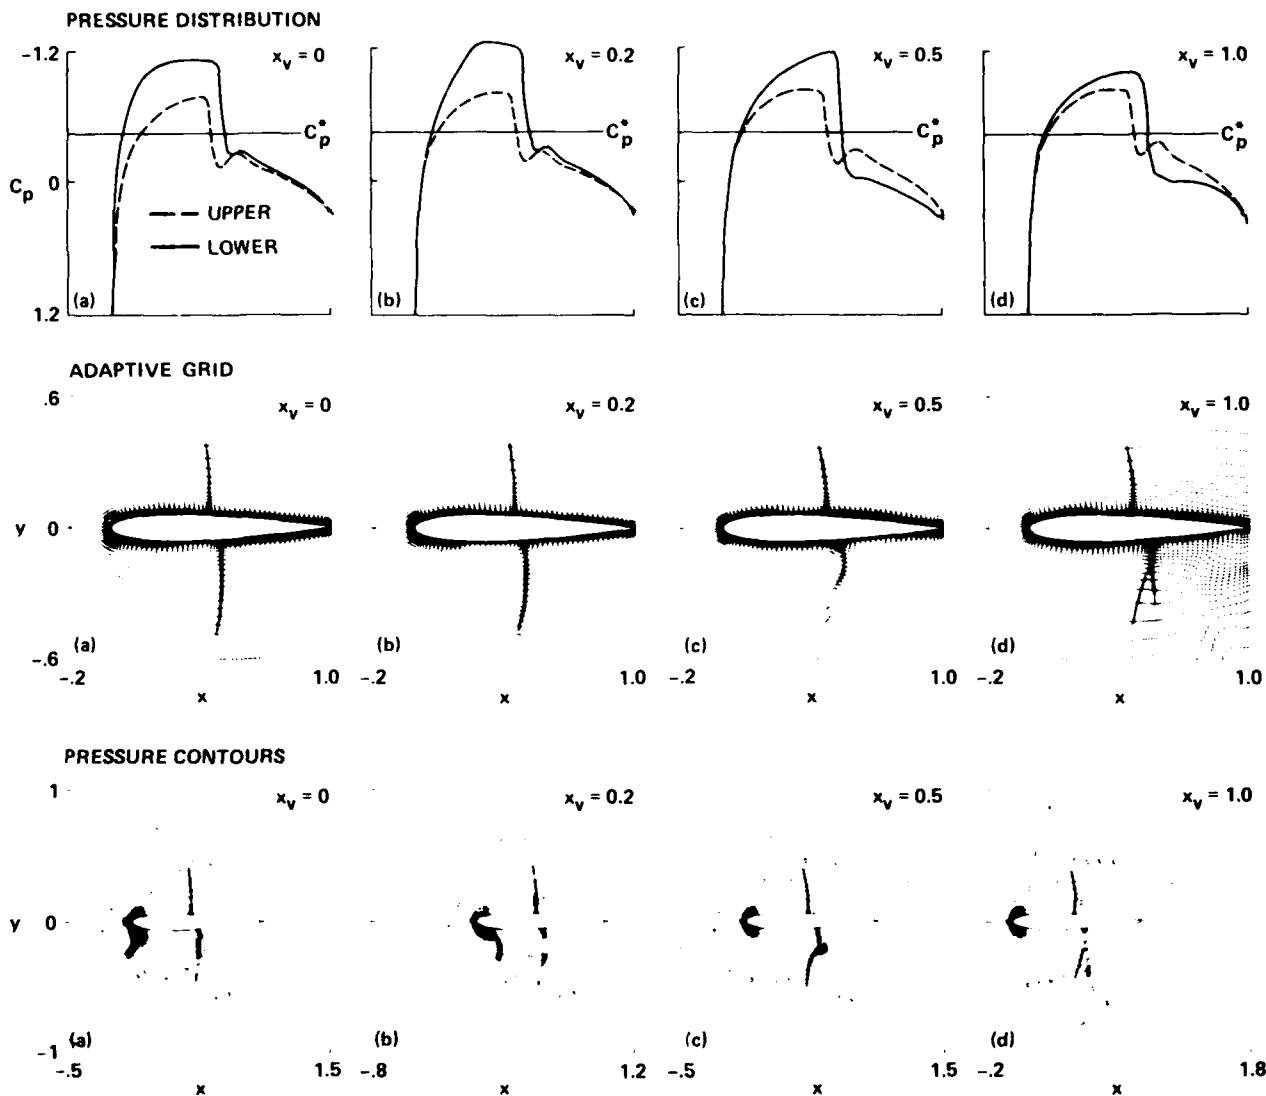 PRESSURE DISTRIBUTION
-1.2
x_v = 0
x_v = 0.2
x_v = 0.5
x_v = 1.0
C_p^*
C_p^*
C_p^*
C_p^*
C_p
0
UPPER
LOWER
(a)
(b)
(c)
(d)
1.2
ADAPTIVE GRID
.6
x_v = 0
x_v = 0.2
x_v = 0.5
x_v = 1.0
y 0
(a)
(b)
(c)
(d)
-.6
-.2 1.0
-.2 1.0
-.2 1.0
-.2 1.0
x
x
x
x
PRESSURE CONTOURS
1
x_v = 0
x_v = 0.2
x_v = 0.5
x_v = 1.0
y 0
(a)
(b)
(c)
(d)
-1
-.5 1.5
-.8 1.2
-.5 1.5
-.2 1.8
x
x
x
x